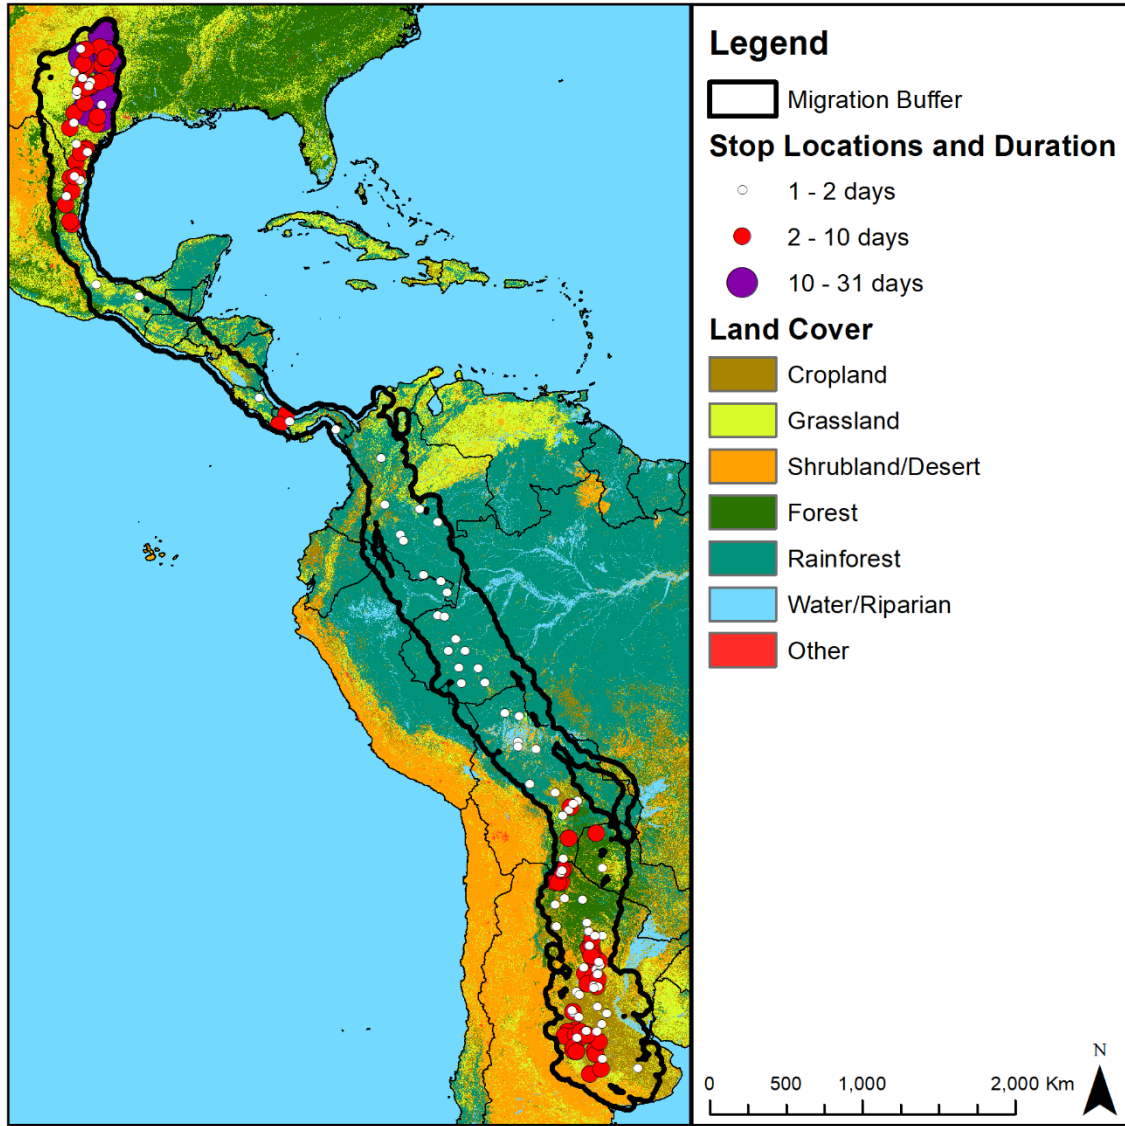 Legend
Migration Buffer
Stop Locations and Duration
1 - 2 days
2 - 10 days
10 - 31 days
Land Cover
Cropland
Grassland
Shrubland/Desert
Forest
Rainforest
Water/Riparian
Other
N
0 500 1,000 2,000 Km